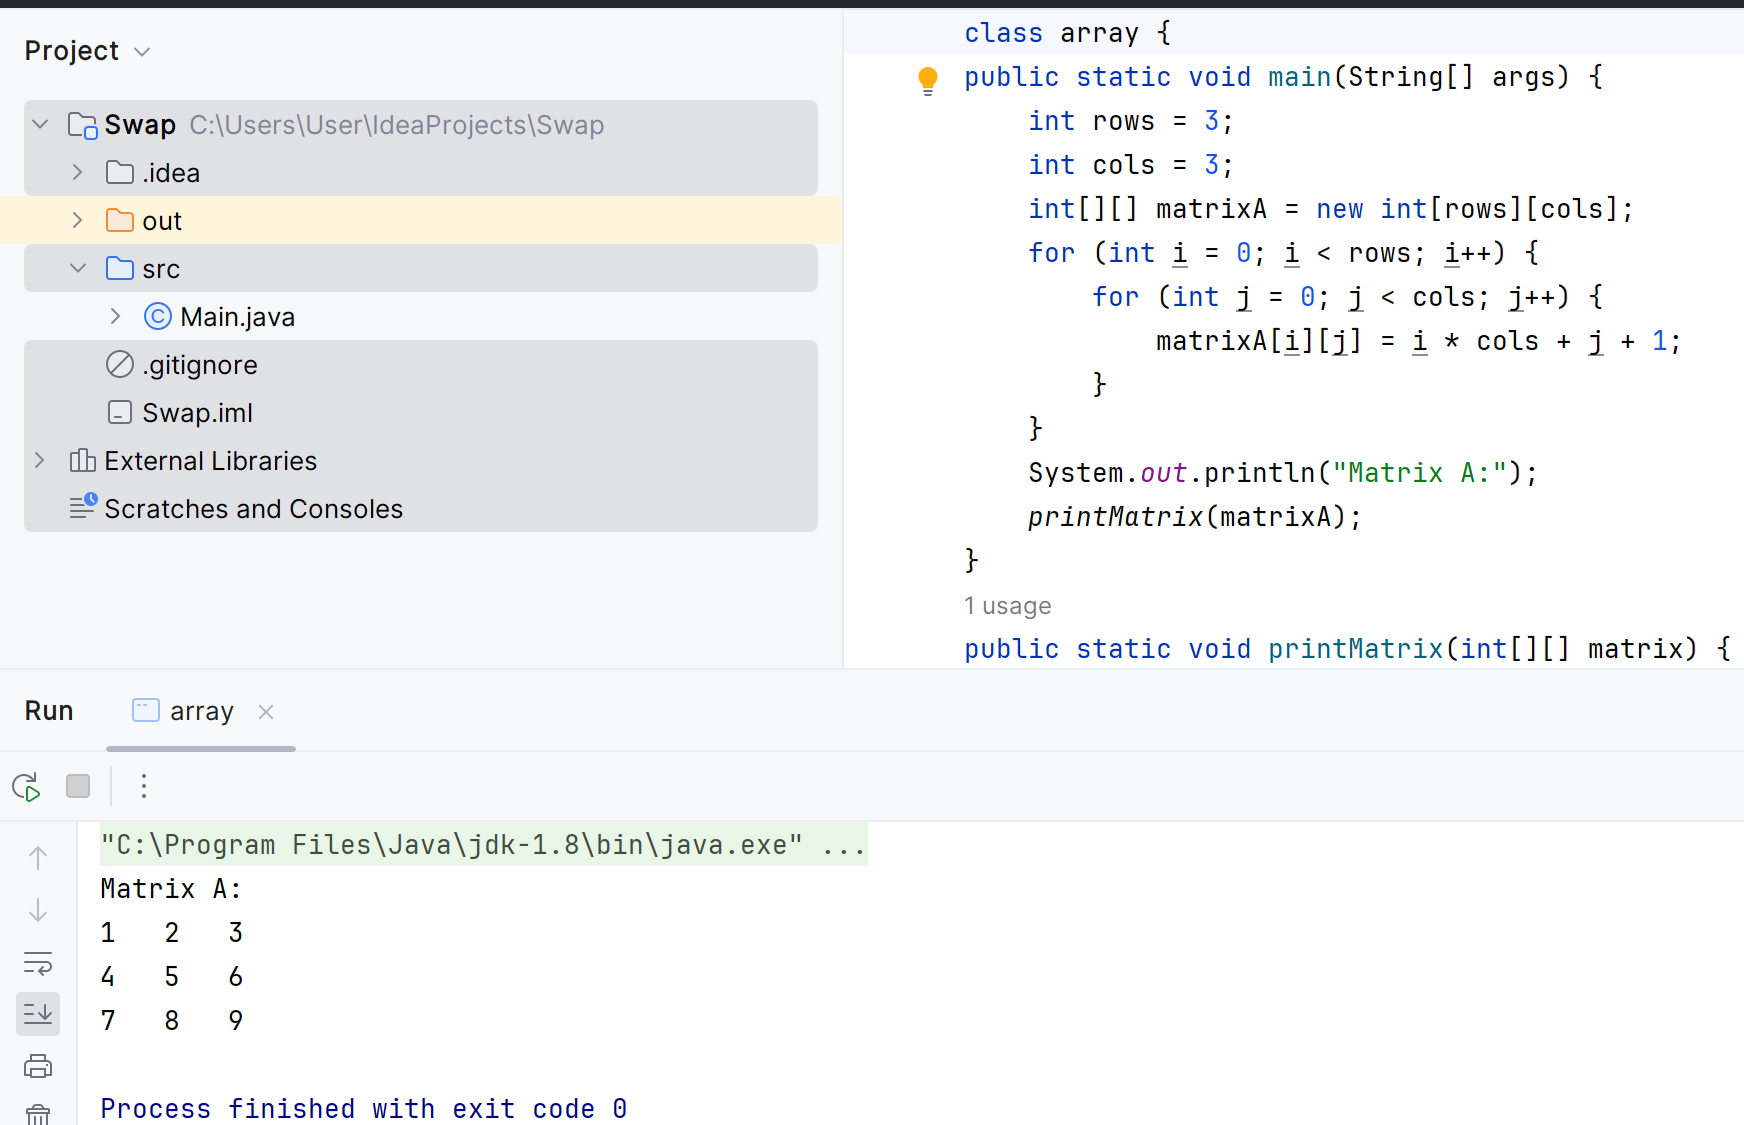 Project
Swap C:\Users\User\IdeaProjects\Swap
.idea
out
src
Main.java
.gitignore
Swap.iml
External Libraries
Scratches and Consoles
class array {
public static void main(String[] args) {
    int rows = 3;
    int cols = 3;
    int[][] matrixA = new int[rows][cols];
    for (int i = 0; i < rows; i++) {
        for (int j = 0; j < cols; j++) {
            matrixA[i][j] = i * cols + j + 1;
        }
    }
    System.out.println("Matrix A:");
    printMatrix(matrixA);
}
1 usage
public static void printMatrix(int[][] matrix) {
Run array
"C:\Program Files\Java\jdk-1.8\bin\java.exe" ...
Matrix A:
1   2   3
4   5   6
7   8   9
Process finished with exit code 0